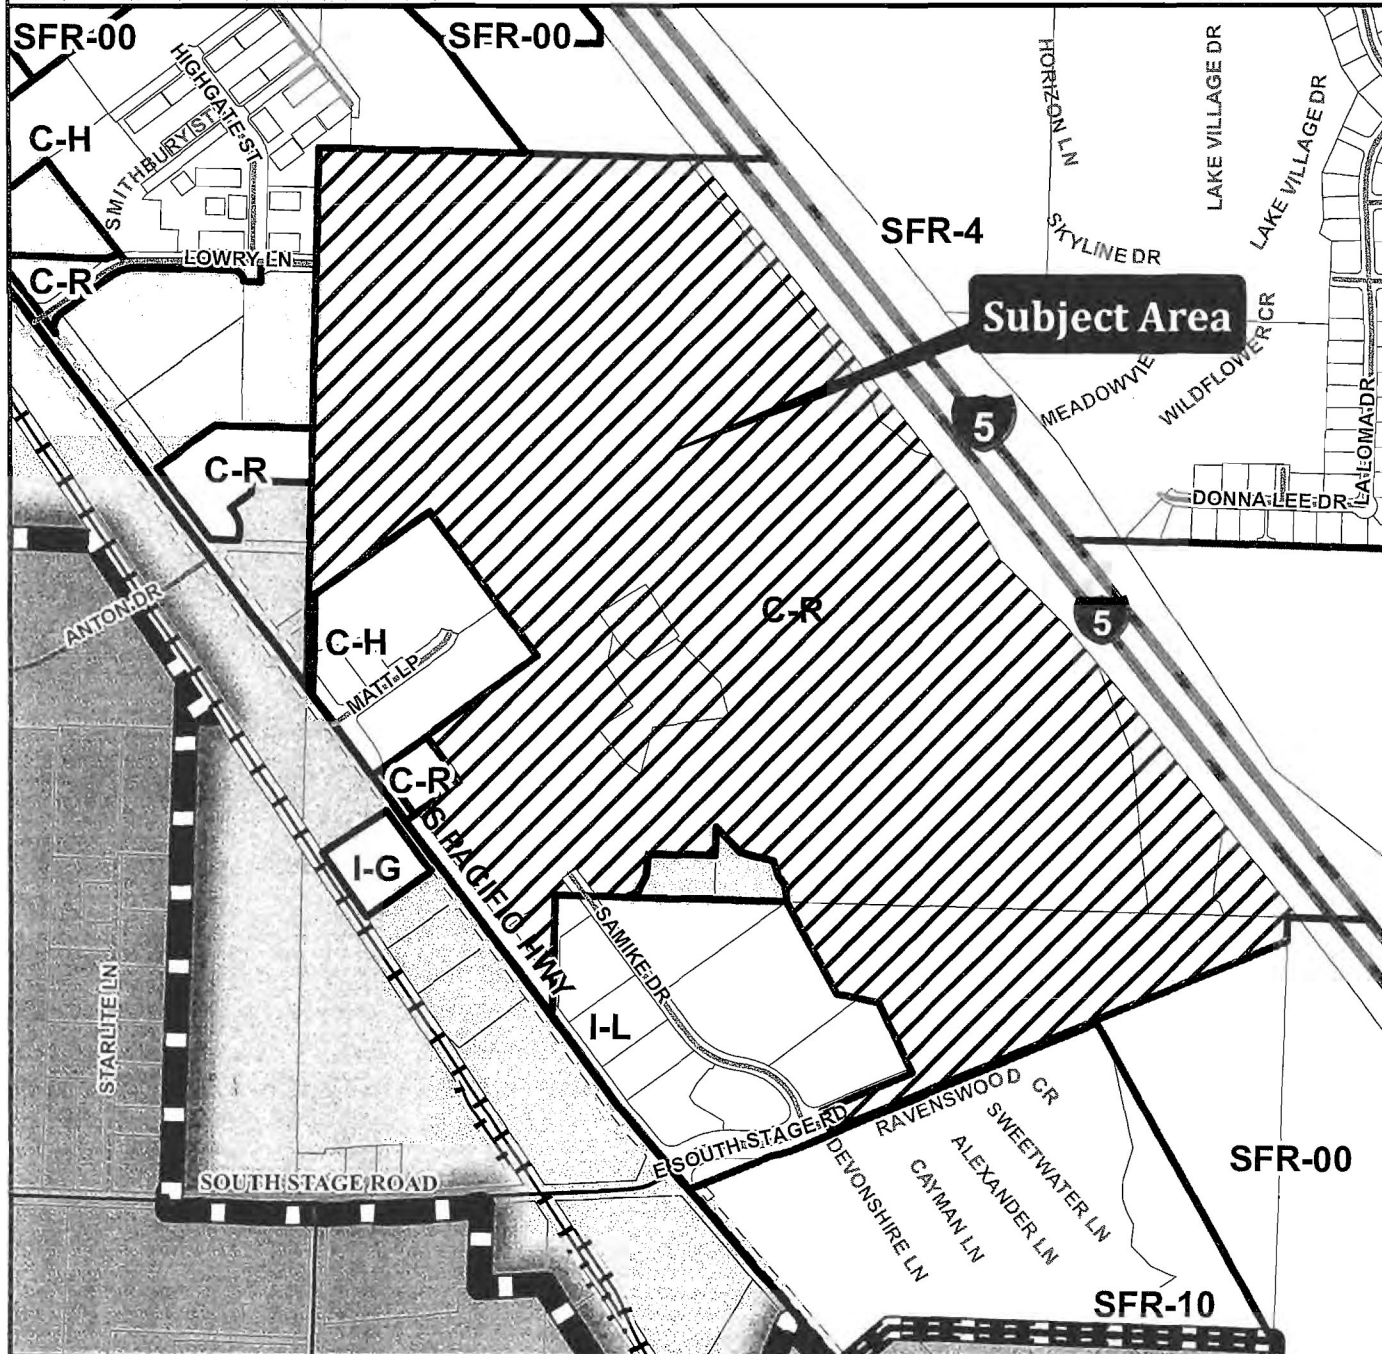 SFR-00
SFR-00
HIGHGATE ST
C-H
SMITHBURY ST
HORIZON LN
LAKE VILLAGE DR
LAKE VILLAGE DR
SFR-4
SKYLINE DR
LOWRY LN
C-R
Subject Area
MEADOWVIE
WILDFLOWER CR
5
LA LOMA DR
C-R
DONNA LEE DR
ANTON DR
C-R
5
C-H
MATT LP
C-R
S PACIFIC HWY
I-G
SAMIKE DR
STARLITE LN
I-L
E SOUTH STAGE RD
RAVENSWOOD CR
SWEETWATER LN
ALEXANDER LN
CAYMAN LN
DEVONSHIRE LN
SFR-00
SOUTH STAGE ROAD
SFR-10